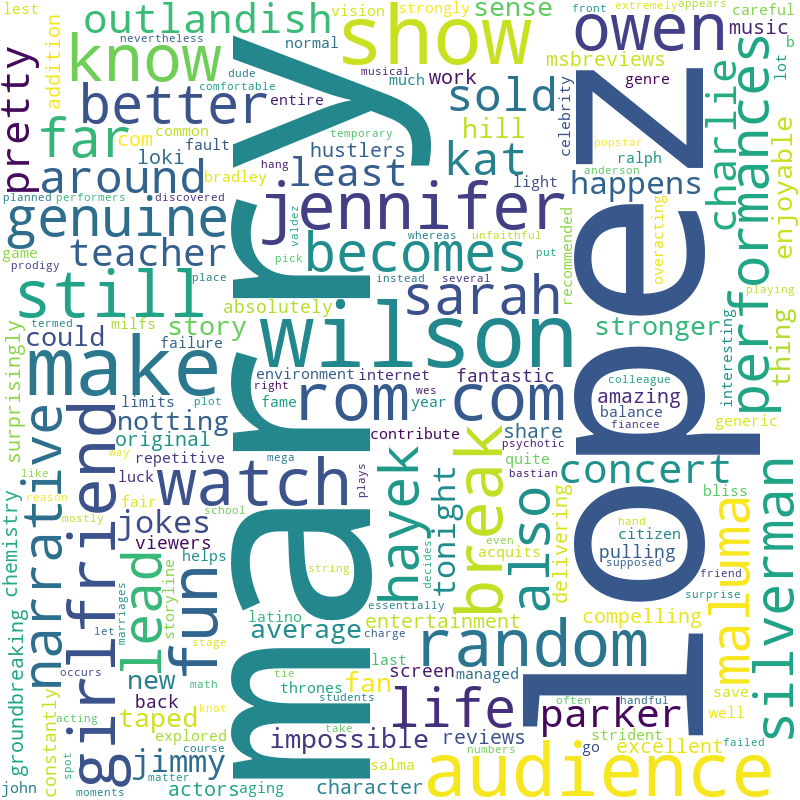 lest
outlandish
vision
strongly
sense
extremely
appears
careful
front
show
owen
music
nevertheless
normal
know
addition
dude
musical
much
work
msbreviews
genre
b
lot
pretty
better
comfortable
entire
sold
celebrity
popstar
charlie
performances
enjoyable
far
com
common
fault
temporary
hustlers
hill
kat
ralph
anderson
around
loki
bradley
hang
least
light
happens
planned
performers
discovered
marry
jennifer
lopez
genuine
valdez
whereas
unfaithful
recommended
overacting
game
teacher
pick
becomes
put
prodigy
place
instead
several
still
absolutely
sarah
playing
termed
milfs
story
wilson
stronger
thing
surprisingly
could
failure
interesting
make
environment
internet
fantastic
colleague
right
wes
rom
com
amazing
limits
plot
fame
year
balance
fiancee
narrative
girlfriend
notting
original
contribute
share
generic
repetitive
psychotic
like
way
mega
break
quite
concert
reason
luck
watch
plays
hayek
bastian
bliss
chemistry
fair
school
tonight
also
delivering
silverman
mostly
jokes
hand
citizen
viewers
even
acquits
pulling
maluma
lead
fun
helps
decides
supposed
storyline
string
friend
marriages
essentially
surprise
groundbreaking
let
latino
entertainment
compelling
stage
average
charge
random
occurs
math
last
screen
managed
tie
new
thrones
fan
often
handful
save
constantly
back
students
life
parker
well
acting
taped
knot
take
explored
impossible
reviews
strident
spot
jimmy
course
numbers
go
excellent
failed
matter
salma
audience
john
moments
actors
aging
character